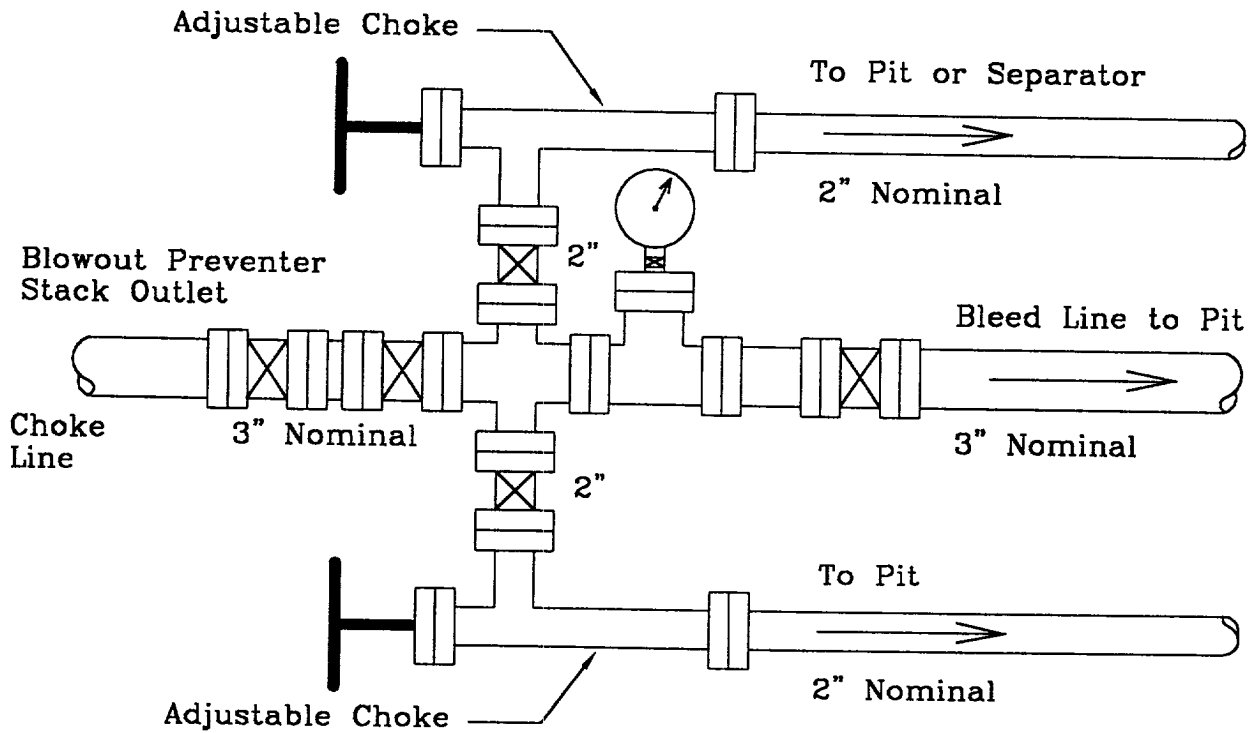 Adjustable Choke
To Pit or Separator
2" Nominal
2"
Blowout Preventer
Stack Outlet
Bleed Line to Pit
Choke
Line
3" Nominal
3" Nominal
2"
To Pit
2" Nominal
Adjustable Choke